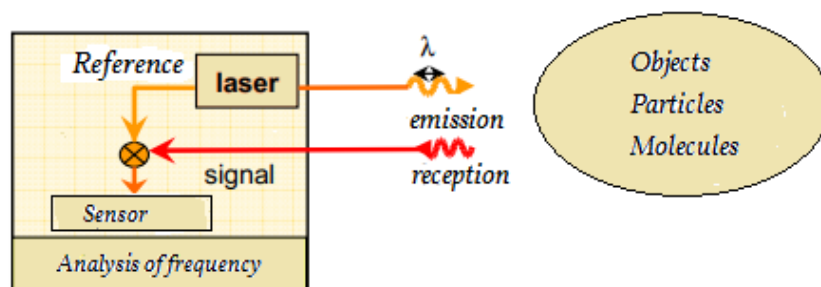 Reference
laser
λ
emission
reception
signal
Sensor
Analysis of frequency
Objects
Particles
Molecules